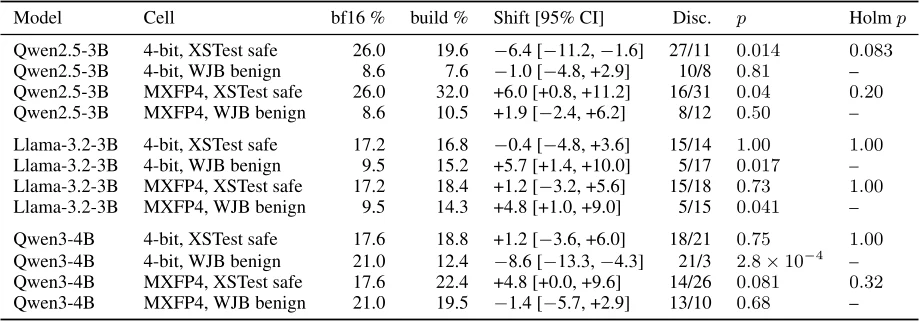 Model Cell bf16 % build % Shift [95% CI] Disc. p Holm p
Qwen2.5-3B 4-bit, XSTest safe 26.0 19.6 −6.4 [−11.2, −1.6] 27/11 0.014 0.083
Qwen2.5-3B 4-bit, WJB benign 8.6 7.6 −1.0 [−4.8, +2.9] 10/8 0.81 –
Qwen2.5-3B MXFP4, XSTest safe 26.0 32.0 +6.0 [+0.8, +11.2] 16/31 0.04 0.20
Qwen2.5-3B MXFP4, WJB benign 8.6 10.5 +1.9 [−2.4, +6.2] 8/12 0.50 –
Llama-3.2-3B 4-bit, XSTest safe 17.2 16.8 −0.4 [−4.8, +3.6] 15/14 1.00 1.00
Llama-3.2-3B 4-bit, WJB benign 9.5 15.2 +5.7 [+1.4, +10.0] 5/17 0.017 –
Llama-3.2-3B MXFP4, XSTest safe 17.2 18.4 +1.2 [−3.2, +5.6] 15/18 0.73 1.00
Llama-3.2-3B MXFP4, WJB benign 9.5 14.3 +4.8 [+1.0, +9.0] 5/15 0.041 –
Qwen3-4B 4-bit, XSTest safe 17.6 18.8 +1.2 [−3.6, +6.0] 18/21 0.75 1.00
Qwen3-4B 4-bit, WJB benign 21.0 12.4 −8.6 [−13.3, −4.3] 21/3 2.8 × 10⁻⁴ –
Qwen3-4B MXFP4, XSTest safe 17.6 22.4 +4.8 [+0.0, +9.6] 14/26 0.081 0.32
Qwen3-4B MXFP4, WJB benign 21.0 19.5 −1.4 [−5.7, +2.9] 13/10 0.68 –